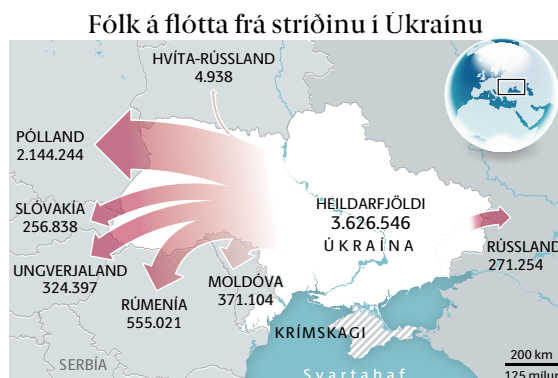 Fólk á flótta frá stríðinu í Úkraínu
HVÍTA-RÚSSLAND
4.938
PÓLLAND
2.144.244
SLÓVAKÍA
256.838
UNGVERJALAND
324.397
RÚMENÍA
555.021
MOLDÓVA
371.104
HEILDARFJÖLDI
3.626.546
ÚKRAÍNA
RÚSSLAND
271.254
KRÍMSKAGI
SERBÍA
Svartahaf
200 km
125 mílur